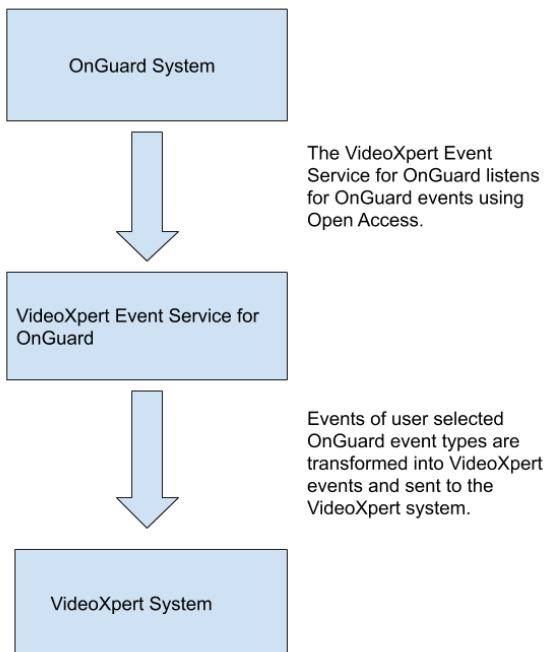 OnGuard System
The VideoXpert Event
Service for OnGuard listens
for OnGuard events using
Open Access.
VideoXpert Event Service for
OnGuard
Events of user selected
OnGuard event types are
transformed into VideoXpert
events and sent to the
VideoXpert system.
VideoXpert System